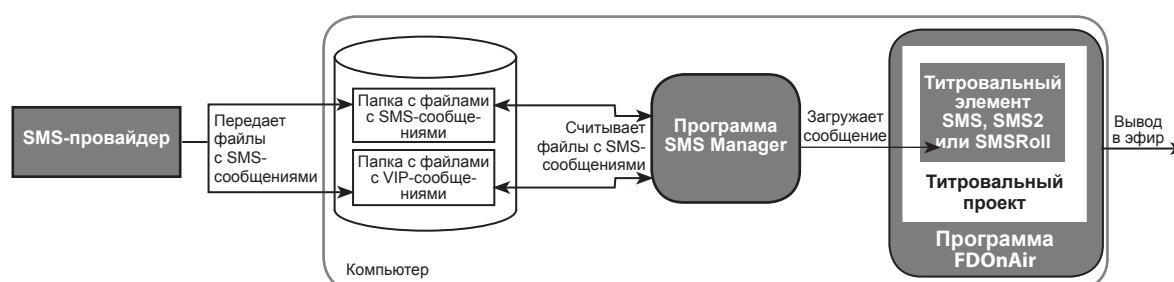 SMS-провайдер
Передает
файлы
с SMS-
сообщениями
Папка с файлами
с SMS-сообще-
ниями
Папка с файлами
с VIP-сообще-
ниями
Компьютер
Считывает
файлы с SMS-
сообщениями
Программа
SMS Manager
Загружает
сообщение
Титровальный
элемент
SMS, SMS2
или SMSRoll
Титровальный
проект
Программа
FDOnAir
Вывод
в эфир